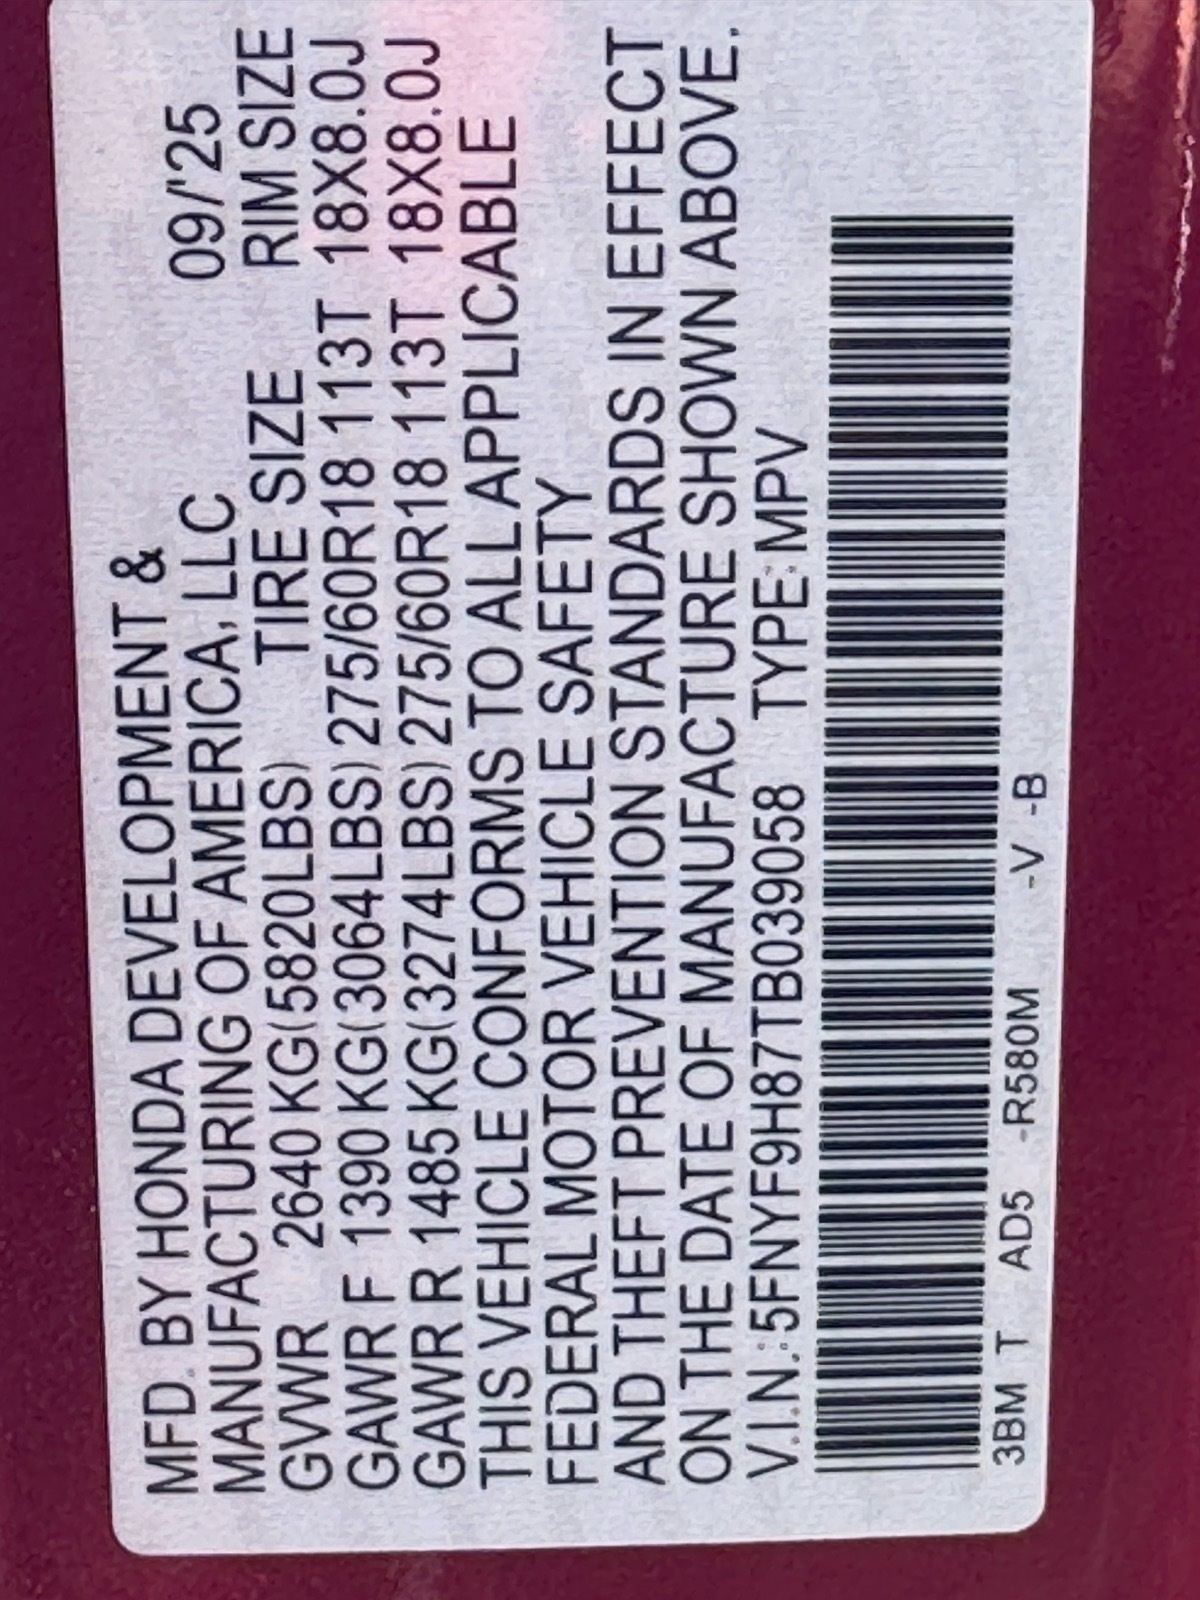 MFD. BY HONDA DEVELOPMENT &
MANUFACTURING OF AMERICA, LLC 09/'25
GVWR 2640 KG(5820LBS) TIRE SIZE RIM SIZE
GAWR F 1390 KG(3064LBS) 275/60R18 113T 18X8.0J
GAWR R 1485 KG(3274LBS) 275/60R18 113T 18X8.0J
THIS VEHICLE CONFORMS TO ALL APPLICABLE
FEDERAL MOTOR VEHICLE SAFETY
AND THEFT PREVENTION STANDARDS IN EFFECT
ON THE DATE OF MANUFACTURE SHOWN ABOVE.
V.I.N.:5FNYF9H87TB039058 TYPE:MPV
3BM T AD5 -R580M -V -B